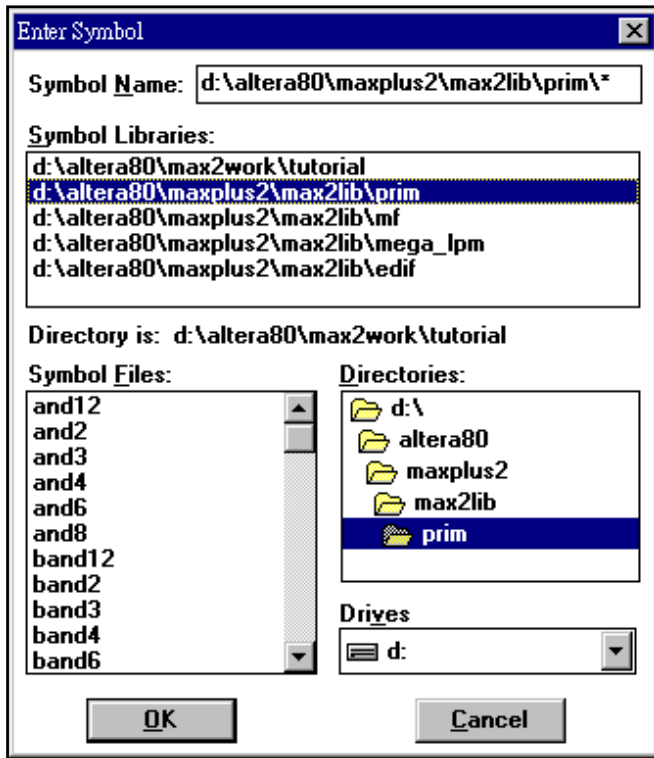 Enter Symbol
Symbol Name: d:\altera80\maxplus2\max2lib\prim\*
Symbol Libraries:
d:\altera80\max2work\tutorial
d:\altera80\maxplus2\max2lib\prim
d:\altera80\maxplus2\max2lib\mf
d:\altera80\maxplus2\max2lib\mega_lpm
d:\altera80\maxplus2\max2lib\edif
Directory is: d:\altera80\max2work\tutorial
Symbol Files:
and12
and2
and3
and4
and6
and8
band12
band2
band3
band4
band6
Directories:
d:\
altera80
maxplus2
max2lib
prim
Drives
d:
OK
Cancel